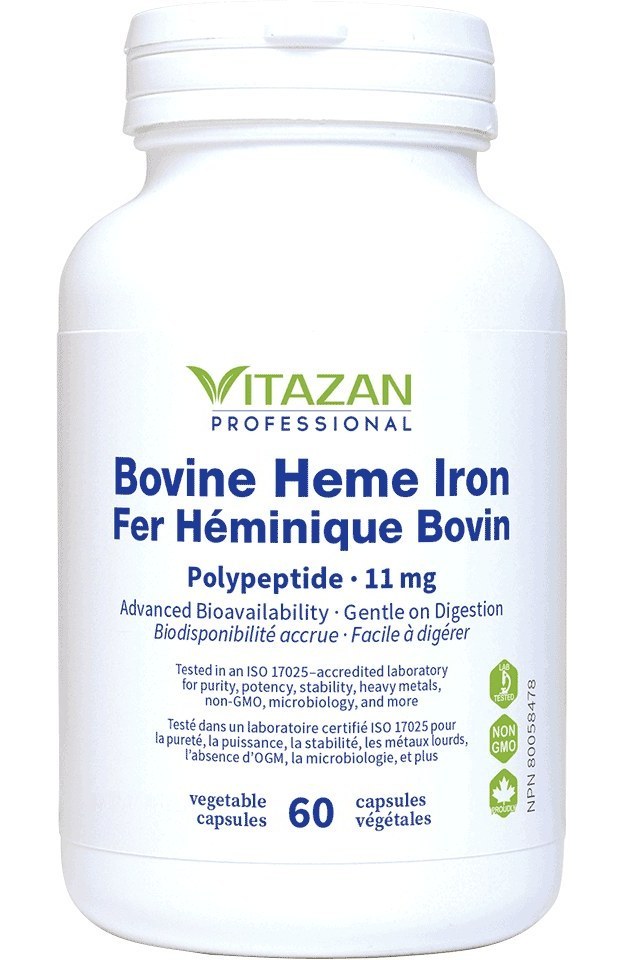 VITAZAN
PROFESSIONAL
Bovine Heme Iron
Fer Héminique Bovin
Polypeptide · 11 mg
Advanced Bioavailability · Gentle on Digestion
Biodisponibilité accrue · Facile à digérer
Tested in an ISO 17025–accredited laboratory
for purity, potency, stability, heavy metals,
non-GMO, microbiology, and more
Testé dans un laboratoire certifié ISO 17025 pour
la pureté, la puissance, la stabilité, les métaux lourds,
l'absence d'OGM, la microbiologie, et plus
LAB
TESTED
NON
GMO
PROUDLY
NPN 80058478
vegetable
capsules
60
capsules
végétales